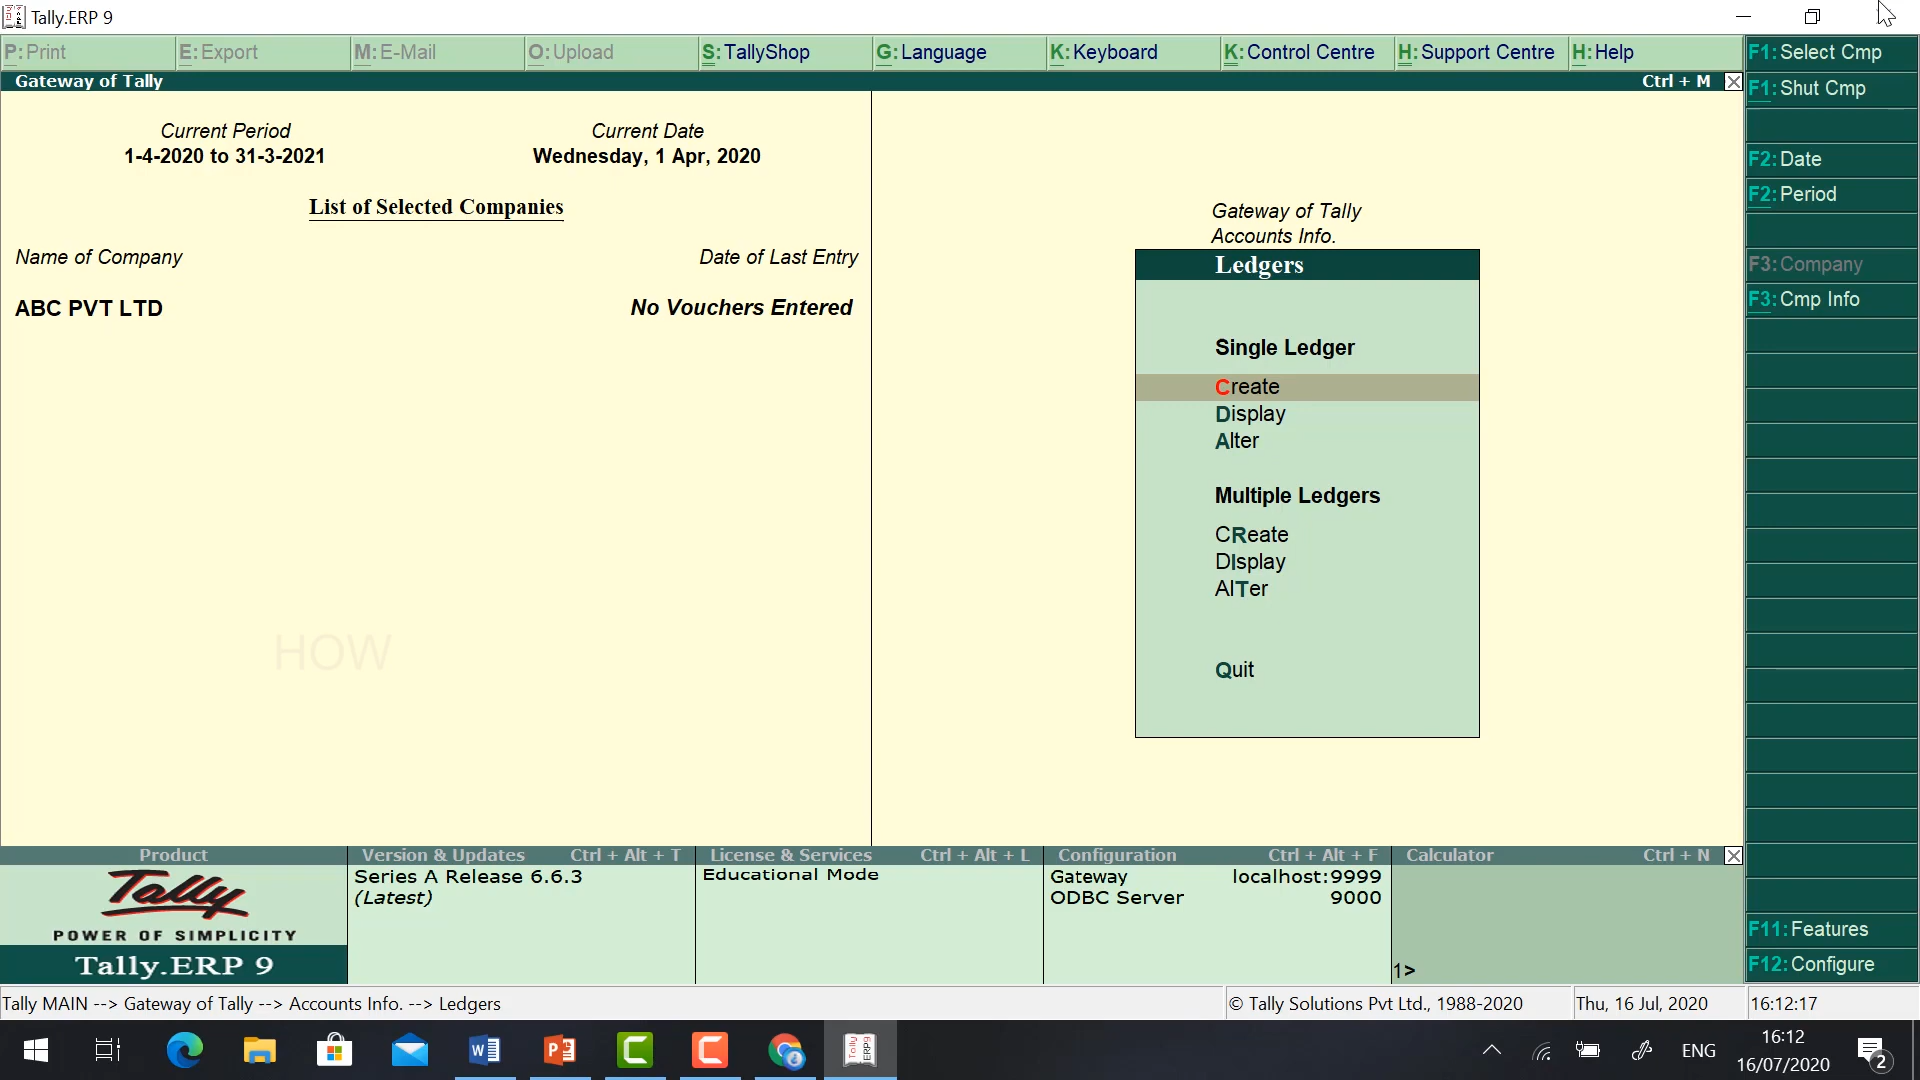 Tally.ERP 9
P: Print E: Export M: E-Mail O: Upload S: TallyShop G: Language K: Keyboard K: Control Centre H: Support Centre H: Help
Gateway of Tally Ctrl + M
Current Period Current Date
1-4-2020 to 31-3-2021 Wednesday, 1 Apr, 2020
List of Selected Companies
Name of Company Date of Last Entry
ABC PVT LTD No Vouchers Entered
HOW
Gateway of Tally
Accounts Info.
Ledgers
Single Ledger
Create
Display
Alter
Multiple Ledgers
CReate
DIsplay
AlTer
Quit
F1: Select Cmp
F1: Shut Cmp
F2: Date
F2: Period
F3: Company
F3: Cmp Info
F11: Features
F12: Configure
Product
Tally
POWER OF SIMPLICITY
Tally.ERP 9
Version & Updates Ctrl + Alt + T
Series A Release 6.6.3
(Latest)
License & Services Ctrl + Alt + L
Educational Mode
Configuration Ctrl + Alt + F
Gateway localhost:9999
ODBC Server 9000
Calculator Ctrl + N
1>
Tally MAIN --> Gateway of Tally --> Accounts Info. --> Ledgers © Tally Solutions Pvt Ltd., 1988-2020 Thu, 16 Jul, 2020 16:12:17
ENG
16:12
16/07/2020
2